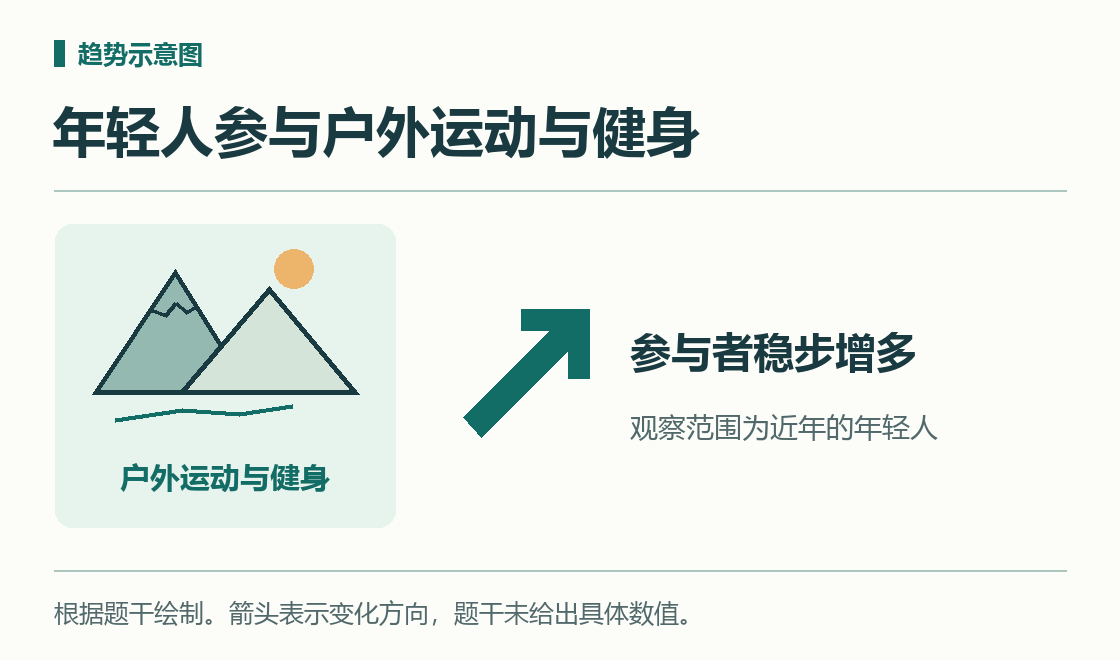 趋势示意图
年轻人参与户外运动与健身
户外运动与健身
参与者稳步增多
观察范围为近年的年轻人
根据题干绘制。箭头表示变化方向，题干未给出具体数值。